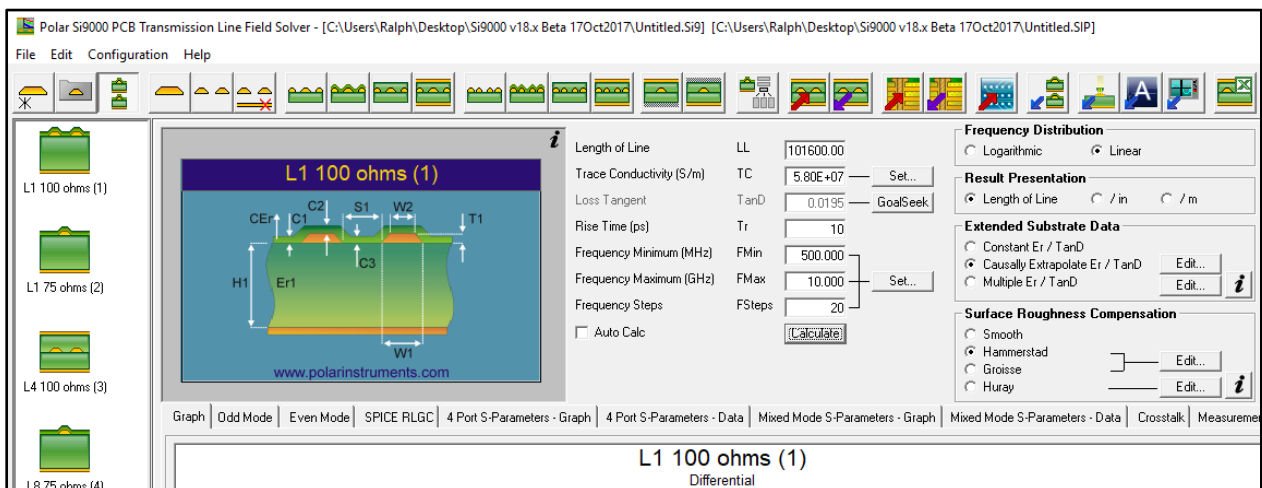 Polar Si9000 PCB Transmission Line Field Solver - [C:\Users\Ralph\Desktop\Si9000 v18.x Beta 17Oct2017\Untitled.Si9] [C:\Users\Ralph\Desktop\Si9000 v18.x Beta 17Oct2017\Untitled.SIP]
File Edit Configuration Help
A
L1 100 ohms (1)
L1 75 ohms (2)
L4 100 ohms (3)
L8 75 ohms (4)
i
L1 100 ohms (1)
C2 S1 W2
CEr C1 T1
C3
H1 Er1
W1
www.polarinstruments.com
Length of Line LL 101600.00
Trace Conductivity (S/m) TC 5.80E+07 Set...
Loss Tangent TanD 0.0195 GoalSeek
Rise Time (ps) Tr 10
Frequency Minimum (MHz) FMin 500.000
Frequency Maximum (GHz) FMax 10.000 Set...
Frequency Steps FSteps 20
Auto Calc Calculate
Frequency Distribution
Logarithmic Linear
Result Presentation
Length of Line / in / m
Extended Substrate Data
Constant Er / TanD
Causally Extrapolate Er / TanD Edit...
Multiple Er / TanD Edit... i
Surface Roughness Compensation
Smooth
Hammerstad Edit...
Groisse
Huray Edit... i
Graph Odd Mode Even Mode SPICE RLGC 4 Port S-Parameters - Graph 4 Port S-Parameters - Data Mixed Mode S-Parameters - Graph Mixed Mode S-Parameters - Data Crosstalk Measuremen
L1 100 ohms (1)
Differential